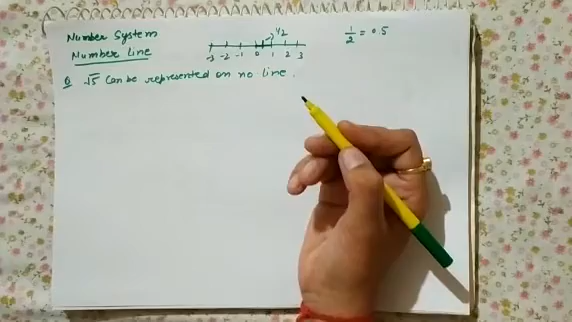 Number System
Number Line
1/2
-3 -2 -1 0 1 2 3
1/2 = 0.5
Q √5 can be represented on no line.